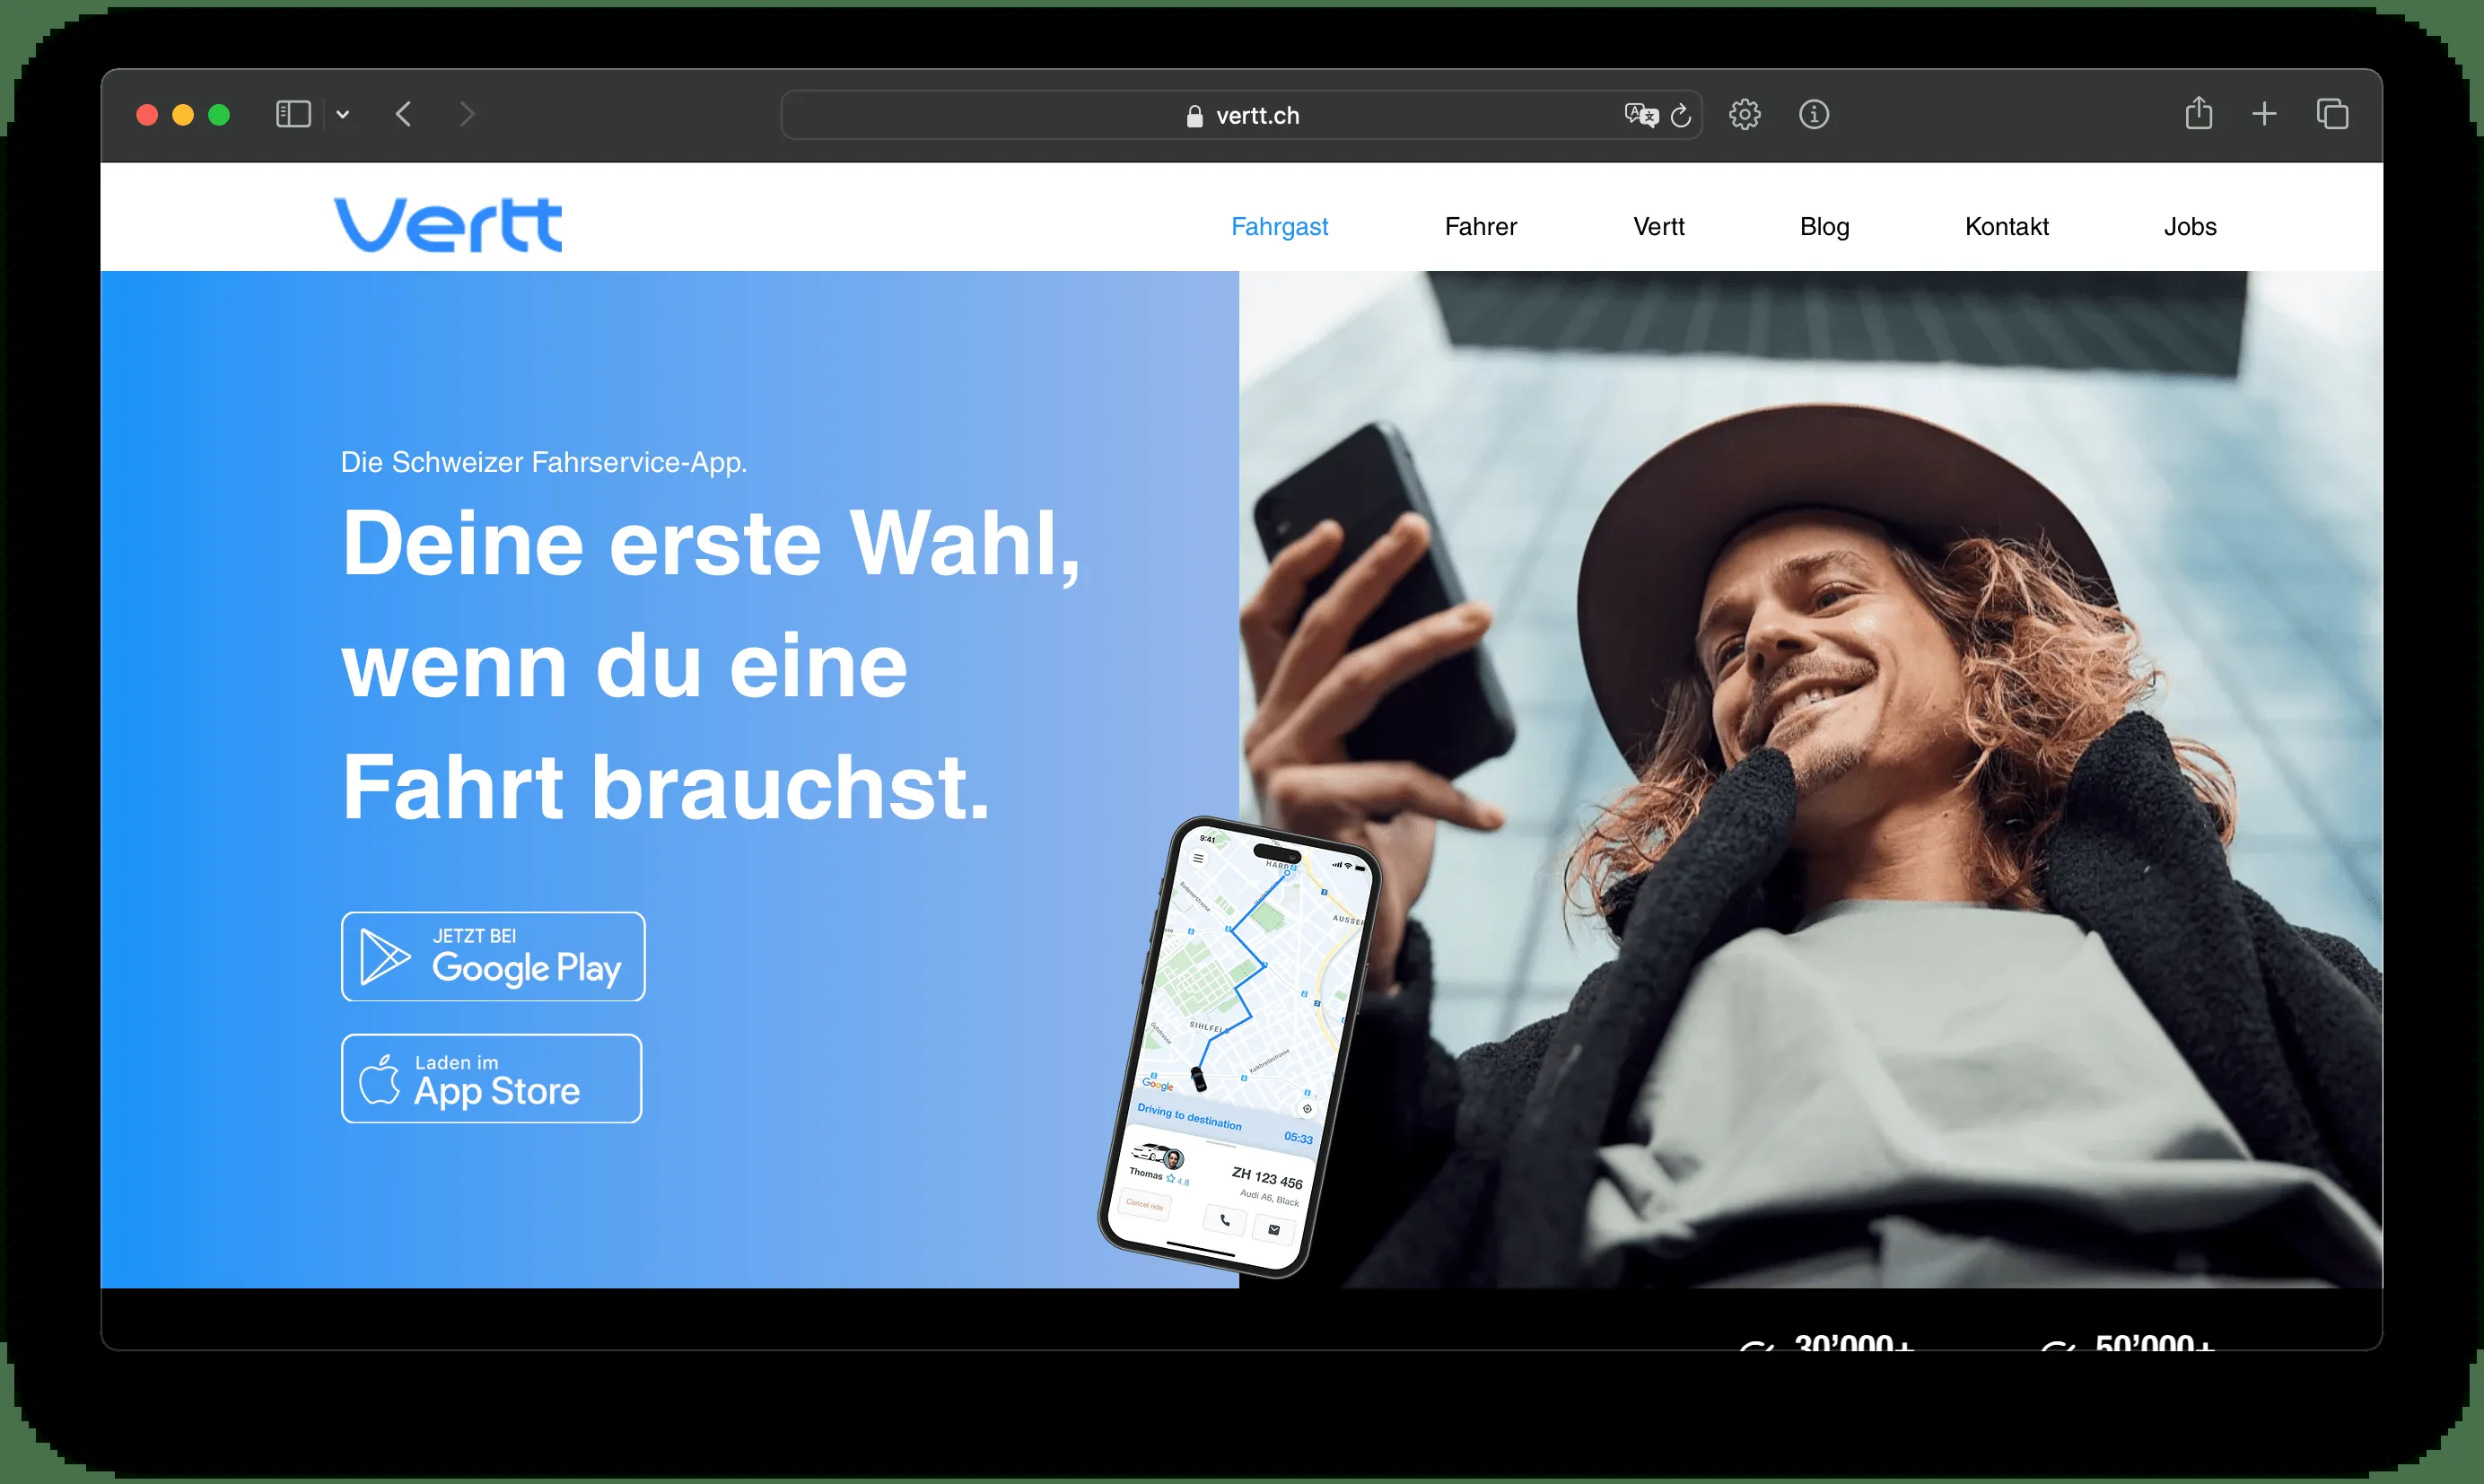 vertt.ch
Vertt
Fahrgast
Fahrer
Vertt
Blog
Kontakt
Jobs
Die Schweizer Fahrservice-App.
Deine erste Wahl,
wenn du eine
Fahrt brauchst.
JETZT BEI
Google Play
Laden im
App Store
9:41
HARD
AUSSER
SIHLFELD
Kalkbreitestrasse
Google
Driving to destination
05:33
Thomas 4.8
ZH 123 456
Audi A6, Black
Cancel ride
30'000+
50'000+